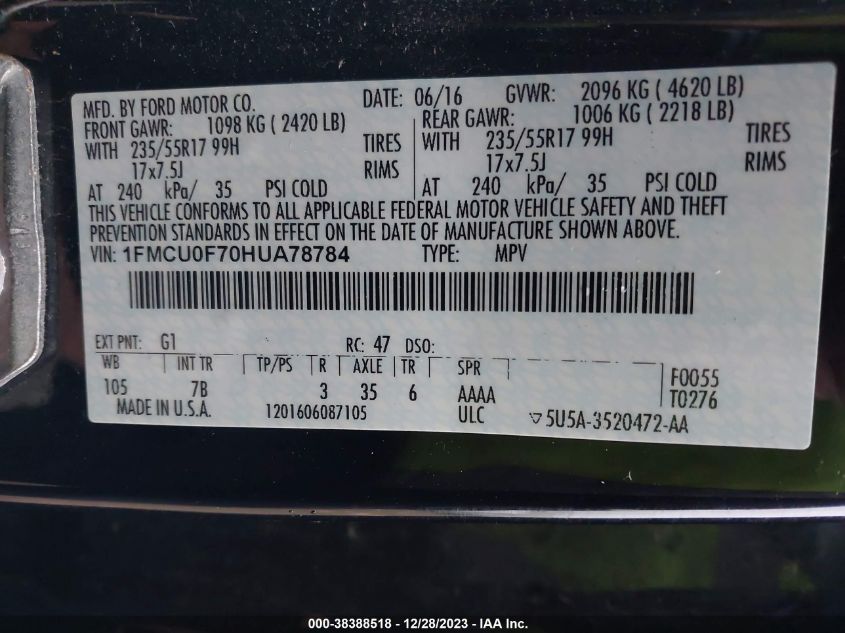 MFD. BY FORD MOTOR CO. DATE: 06/16 GVWR: 2096 KG ( 4620 LB)
FRONT GAWR: 1098 KG ( 2420 LB) REAR GAWR: 1006 KG ( 2218 LB)
WITH 235/55R17 99H TIRES WITH 235/55R17 99H TIRES
17x7.5J RIMS 17x7.5J RIMS
AT 240 kPa/ 35 PSI COLD AT 240 kPa/ 35 PSI COLD
THIS VEHICLE CONFORMS TO ALL APPLICABLE FEDERAL MOTOR VEHICLE SAFETY AND THEFT
PREVENTION STANDARDS IN EFFECT ON THE DATE OF MANUFACTURE SHOWN ABOVE.
VIN: 1FMCU0F70HUA78784 TYPE: MPV
EXT PNT: G1 RC: 47 DSO:
WB INT TR TP/PS R AXLE TR SPR F0055
105 7B 3 35 6 AAAA T0276
MADE IN U.S.A. 1201606087105 ULC ▽5U5A-3520472-AA
000-38388518 - 12/28/2023 - IAA Inc.